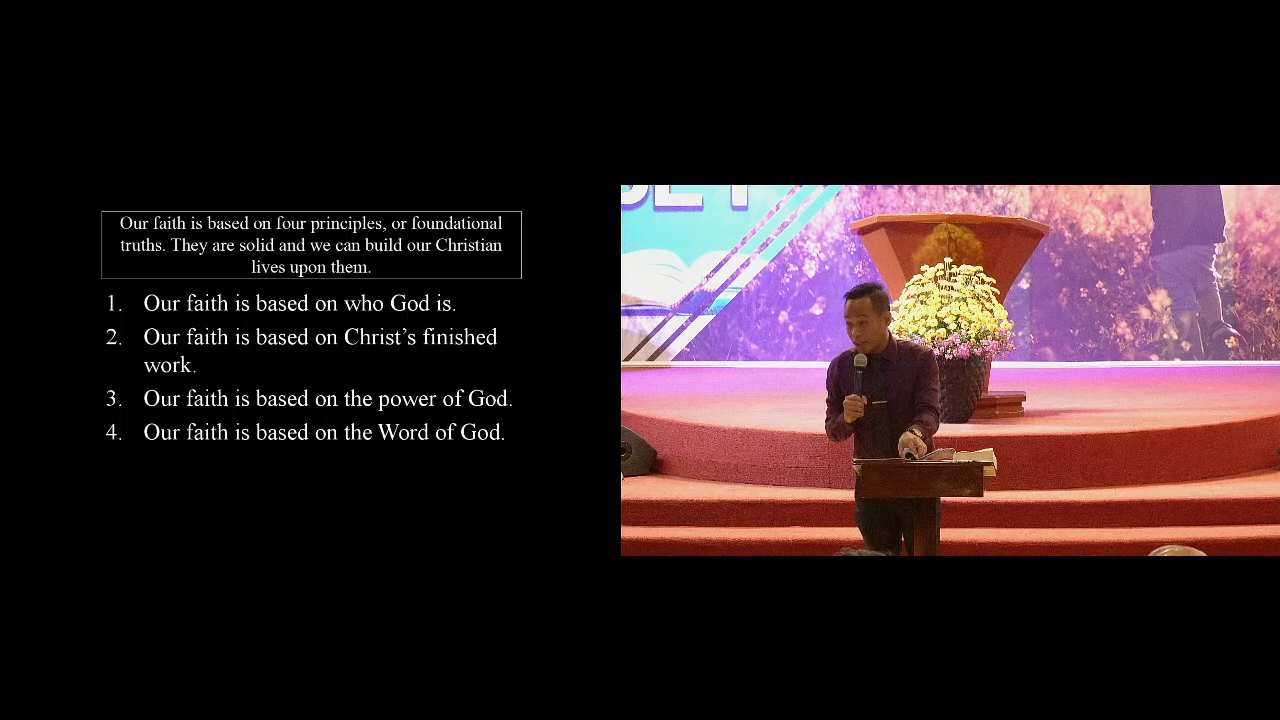 Our faith is based on four principles, or foundational
truths. They are solid and we can build our Christian
lives upon them.
1. Our faith is based on who God is.
2. Our faith is based on Christ’s finished
work.
3. Our faith is based on the power of God.
4. Our faith is based on the Word of God.